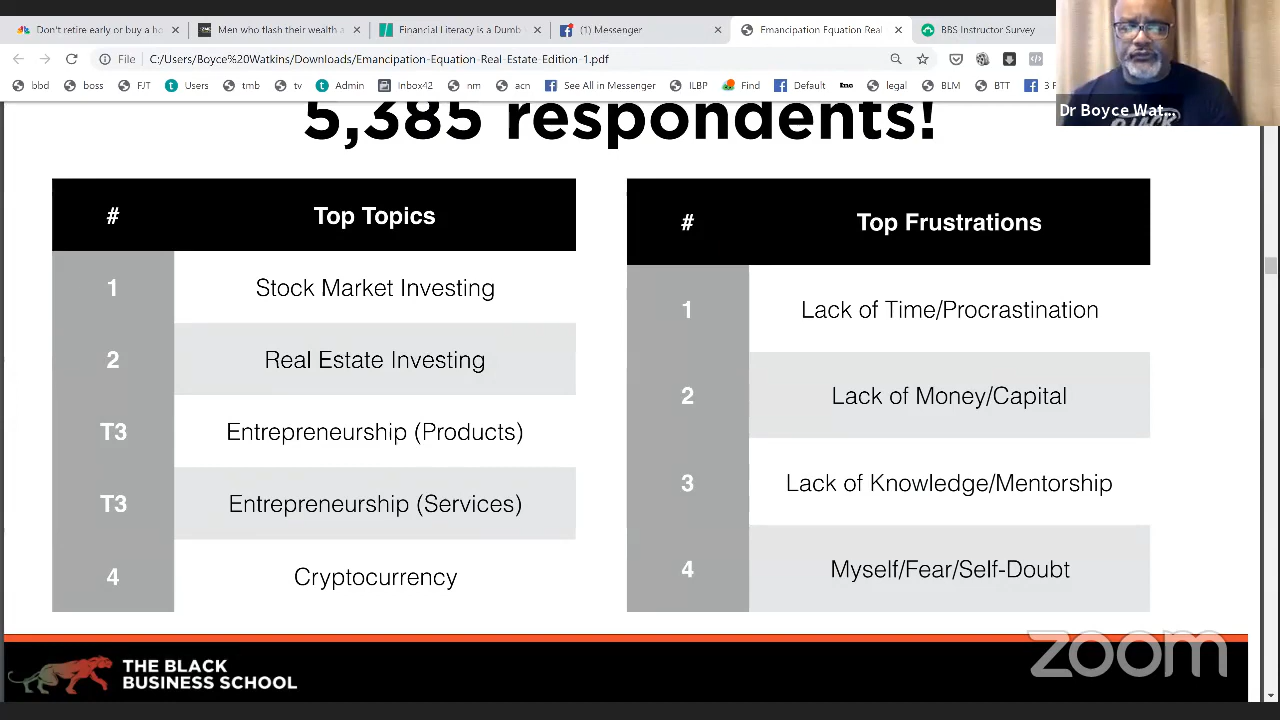 Don't retire early or buy a ho
Men who flash their wealth a
Financial Literacy is a Dumb
(1) Messenger
Emancipation Equation Real
BBS Instructor Survey
File C:/Users/Boyce%20Watkins/Downloads/Emancipation-Equation-Real-Estate-Edition-1.pdf
bbd boss FJT Users tmb Admin Inbox42 nm acn See All in Messenger ILBP Find Default legal BLM BTT 3 F
Dr Boyce Wat...
5,385 respondents!
# Top Topics
1 Stock Market Investing
2 Real Estate Investing
T3 Entrepreneurship (Products)
T3 Entrepreneurship (Services)
4 Cryptocurrency
# Top Frustrations
1 Lack of Time/Procrastination
2 Lack of Money/Capital
3 Lack of Knowledge/Mentorship
4 Myself/Fear/Self-Doubt
THE BLACK
BUSINESS SCHOOL
zoom